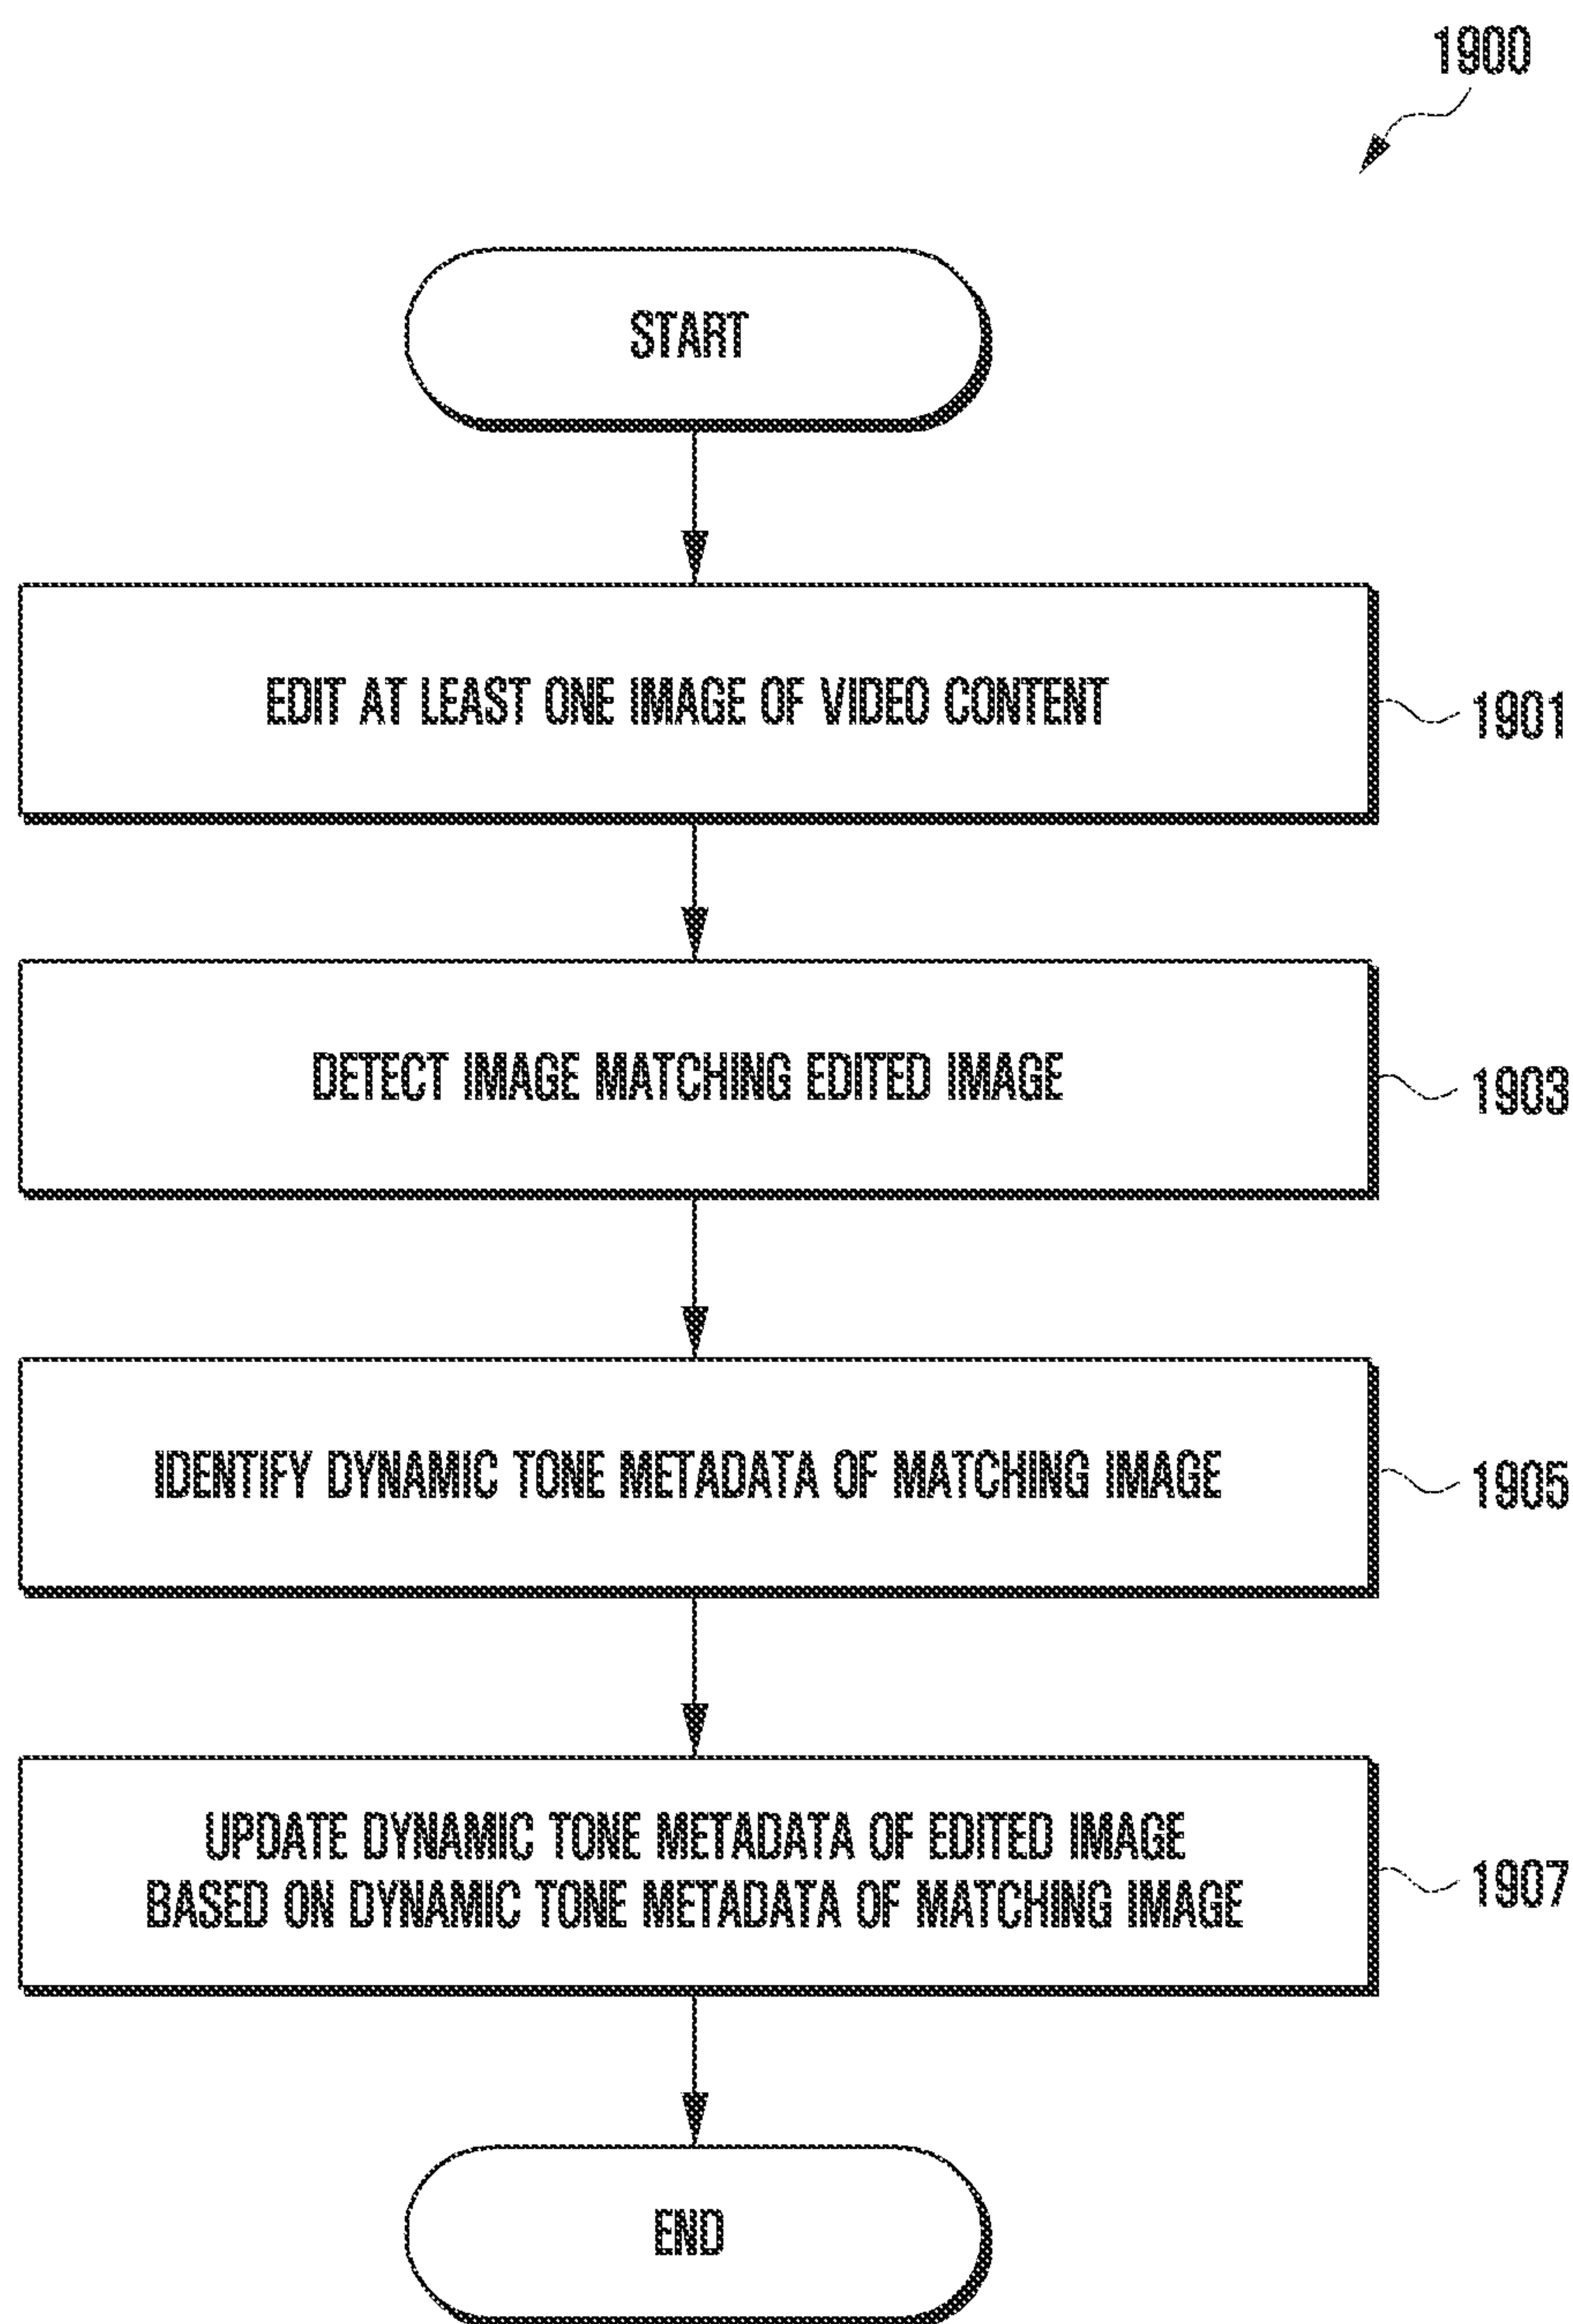 1900
START
EDIT AT LEAST ONE IMAGE OF VIDEO CONTENT
1901
DETECT IMAGE MATCHING EDITED IMAGE
1903
IDENTIFY DYNAMIC TONE METADATA OF MATCHING IMAGE
1905
UPDATE DYNAMIC TONE METADATA OF EDITED IMAGE
BASED ON DYNAMIC TONE METADATA OF MATCHING IMAGE
1907
END